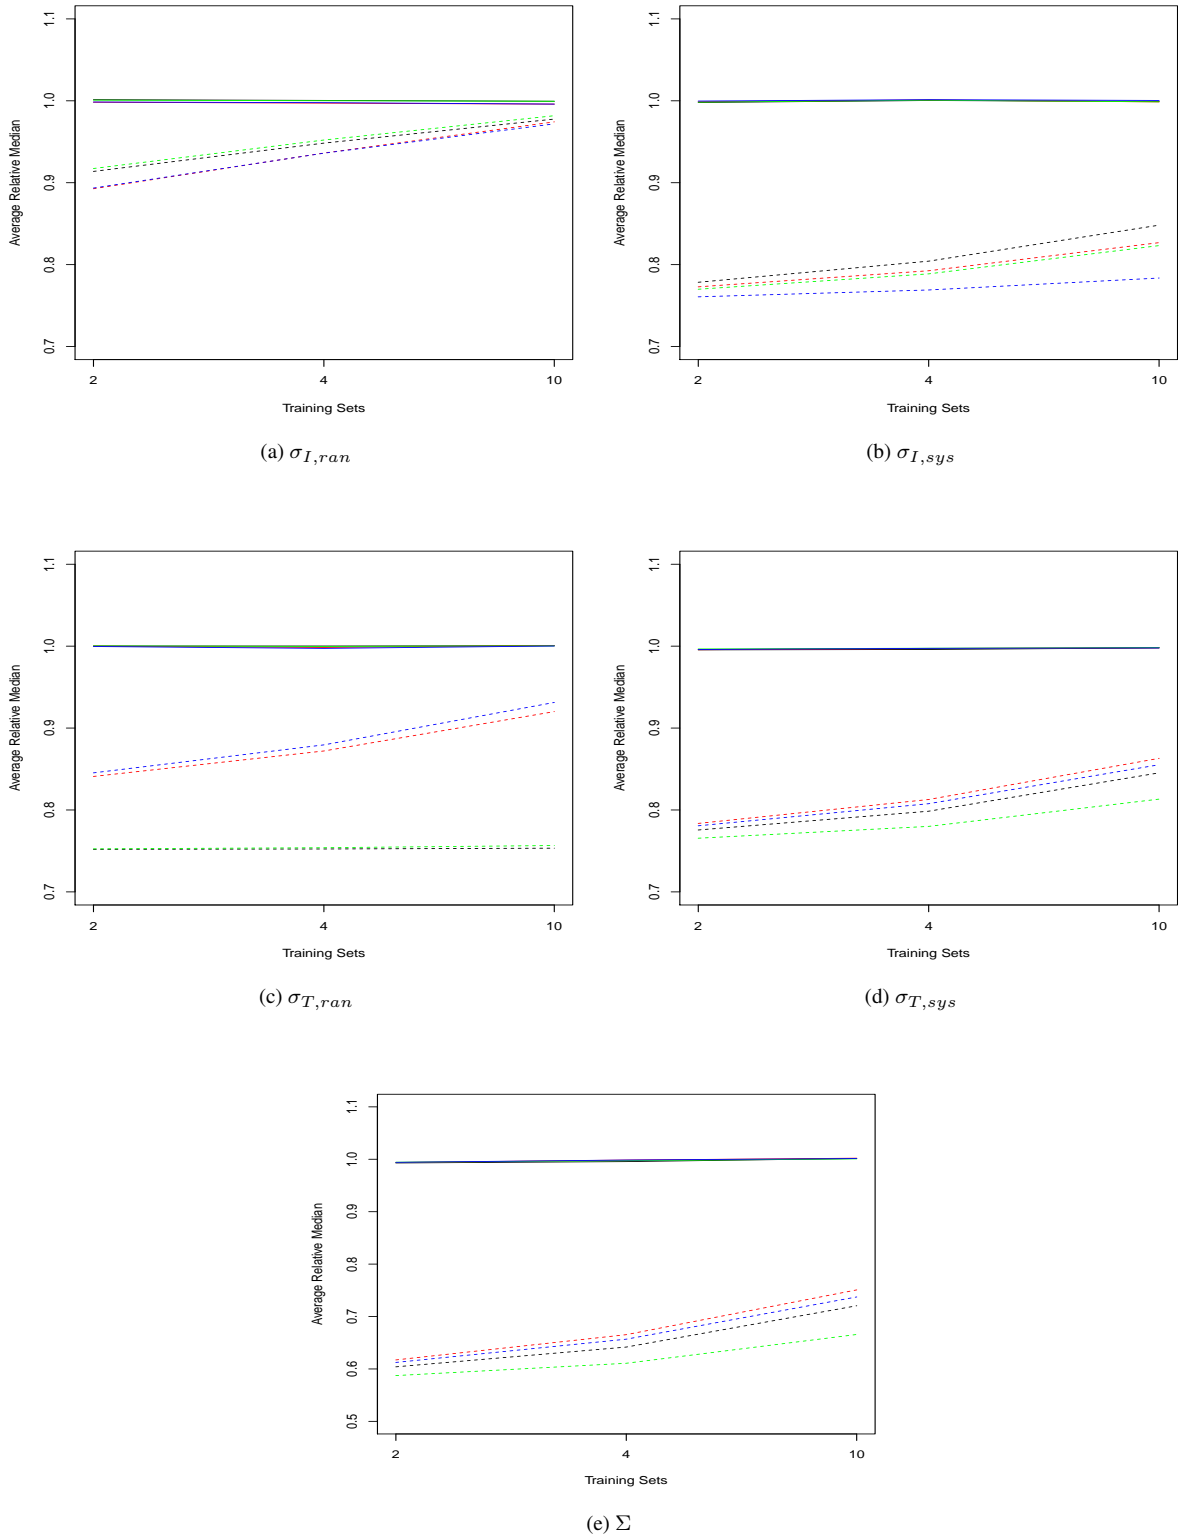 1.1
1.0
0.9
0.8
0.7
Average Relative Median
2 4 10
Training Sets
(a) σ_{I,ran}
1.1
1.0
0.9
0.8
0.7
Average Relative Median
2 4 10
Training Sets
(b) σ_{I,sys}
1.1
1.0
0.9
0.8
0.7
Average Relative Median
2 4 10
Training Sets
(c) σ_{T,ran}
1.1
1.0
0.9
0.8
0.7
Average Relative Median
2 4 10
Training Sets
(d) σ_{T,sys}
1.1
1.0
0.9
0.8
0.7
0.6
0.5
Average Relative Median
2 4 10
Training Sets
(e) Σ